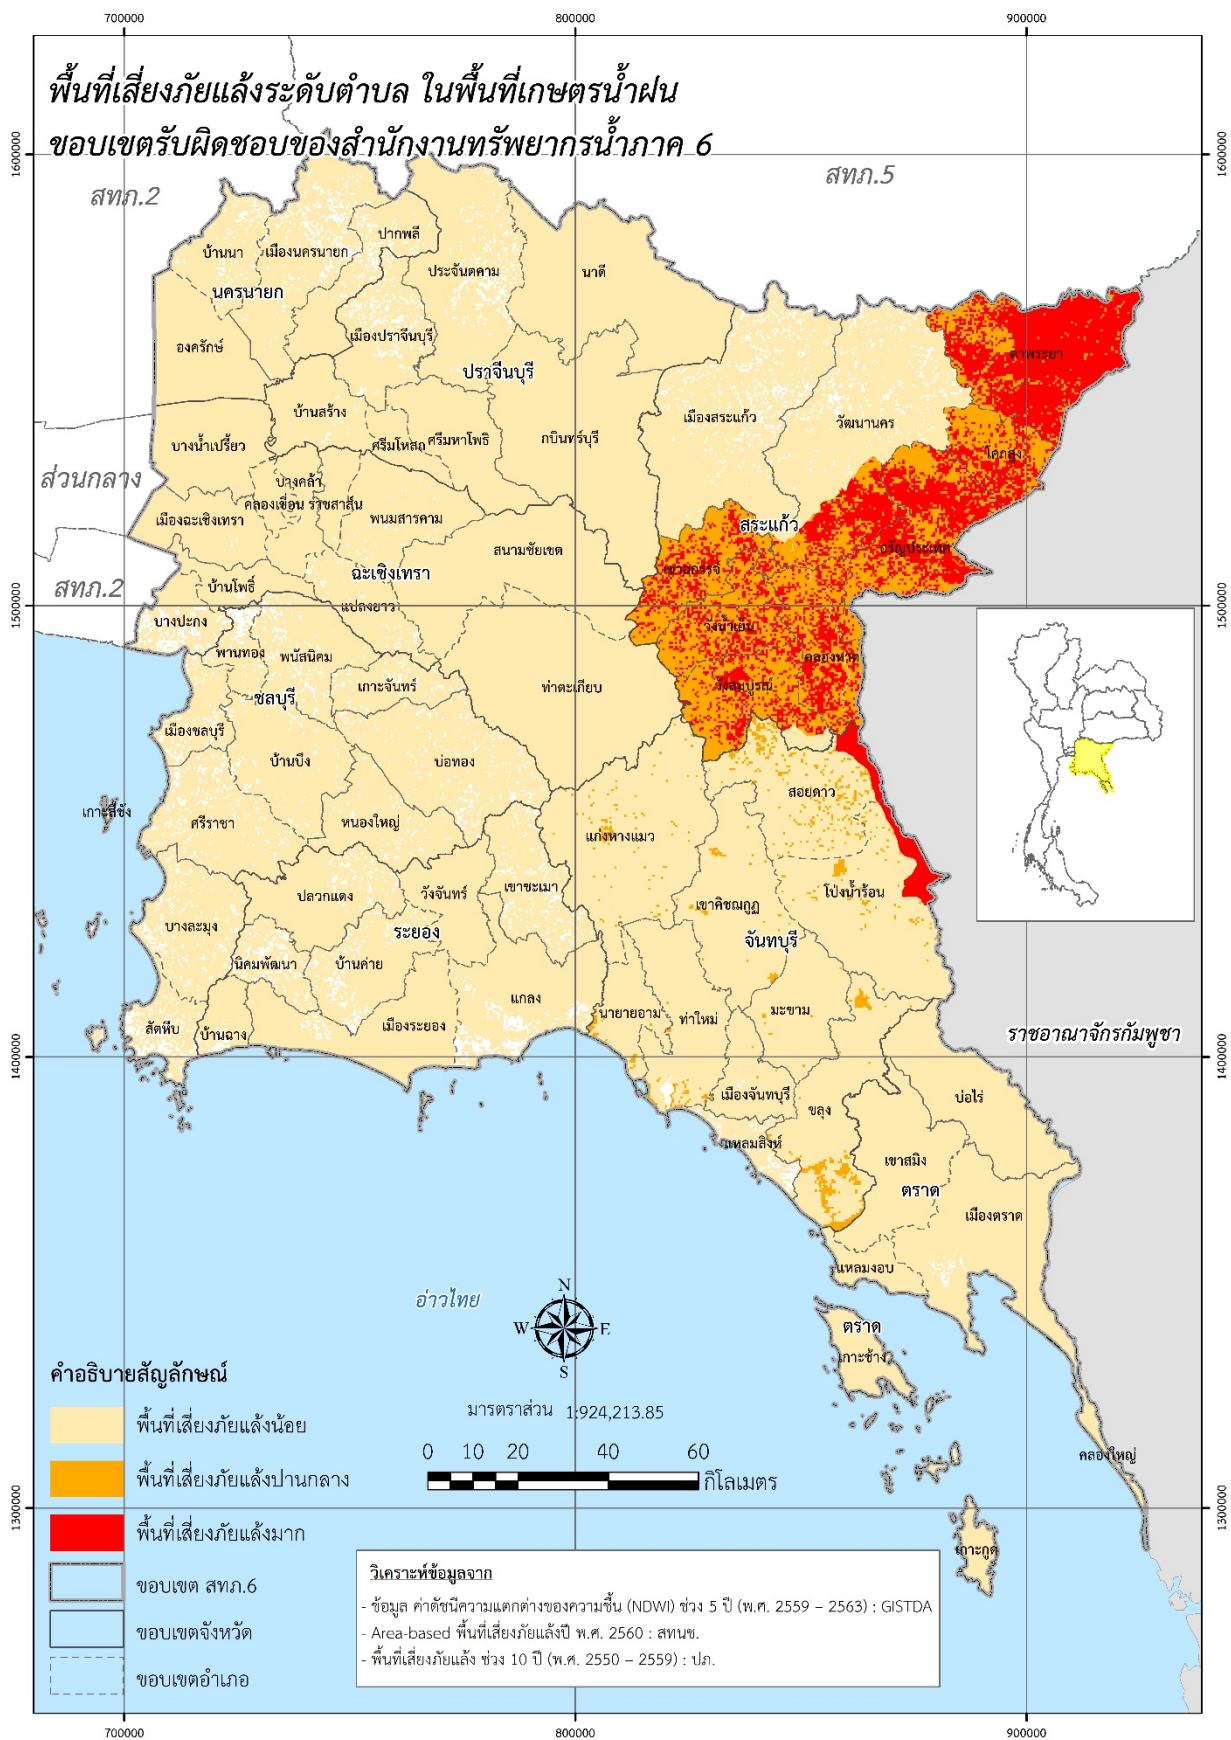 700000 800000 900000
พื้นที่เสี่ยงภัยแล้งระดับตำบล ในพื้นที่เกษตรน้ำฝน
ขอบเขตรับผิดชอบของสำนักงานทรัพยากรน้ำภาค 6
1600000 1600000
สทภ.2 สทภ.5
ปากพลี
บ้านนา เมืองนครนายก
ประจันตคาม นาดี
นครนายก
เมืองปราจีนบุรี
องครักษ์ ตาพระยา
ปราจีนบุรี
บ้านสร้าง เมืองสระแก้ว วัฒนานคร
บางน้ำเปรี้ยว ศรีมโหสถ ศรีมหาโพธิ กบินทร์บุรี
โคกสูง
ส่วนกลาง บางคล้า
คลองเขื่อน ราชสาส์น
เมืองฉะเชิงเทรา พนมสารคาม สระแก้ว
สนามชัยเขต อรัญประเทศ
ฉะเชิงเทรา เขาฉกรรจ์
สทภ.2 บ้านโพธิ์
แปลงยาว
1500000 1500000
บางปะกง วังน้ำเย็น
พานทอง พนัสนิคม คลองหาด
เกาะจันทร์ ท่าตะเกียบ วังสมบูรณ์
ชลบุรี
เมืองชลบุรี
บ้านบึง บ่อทอง
สอยดาว
เกาะสีชัง
ศรีราชา หนองใหญ่ แก่งหางแมว
เขาชะเมา
ปลวกแดง วังจันทร์ โป่งน้ำร้อน
เขาคิชฌกูฏ
บางละมุง ระยอง จันทบุรี
นิคมพัฒนา บ้านค่าย
แกลง
มะขาม
นายายอาม ท่าใหม่
สัตหีบ บ้านฉาง เมืองระยอง
ราชอาณาจักรกัมพูชา
1400000 1400000
เมืองจันทบุรี บ่อไร่
ขลุง
แหลมสิงห์
เขาสมิง
ตราด
เมืองตราด
แหลมงอบ
อ่าวไทย
N
W E
S
ตราด
เกาะช้าง
คำอธิบายสัญลักษณ์
พื้นที่เสี่ยงภัยแล้งน้อย
พื้นที่เสี่ยงภัยแล้งปานกลาง
พื้นที่เสี่ยงภัยแล้งมาก
ขอบเขต สทภ.6
ขอบเขตจังหวัด
ขอบเขตอำเภอ
มาตราส่วน 1:924,213.85
0 10 20 40 60
กิโลเมตร
คลองใหญ่
1300000 1300000
เกาะกูด
วิเคราะห์ข้อมูลจาก
- ข้อมูล ค่าดัชนีความแตกต่างของความชื้น (NDWI) ช่วง 5 ปี (พ.ศ. 2559 – 2563) : GISTDA
- Area-based พื้นที่เสี่ยงภัยแล้งปี พ.ศ. 2560 : สทนช.
- พื้นที่เสี่ยงภัยแล้ง ช่วง 10 ปี (พ.ศ. 2550 – 2559) : ปภ.
700000 800000 900000